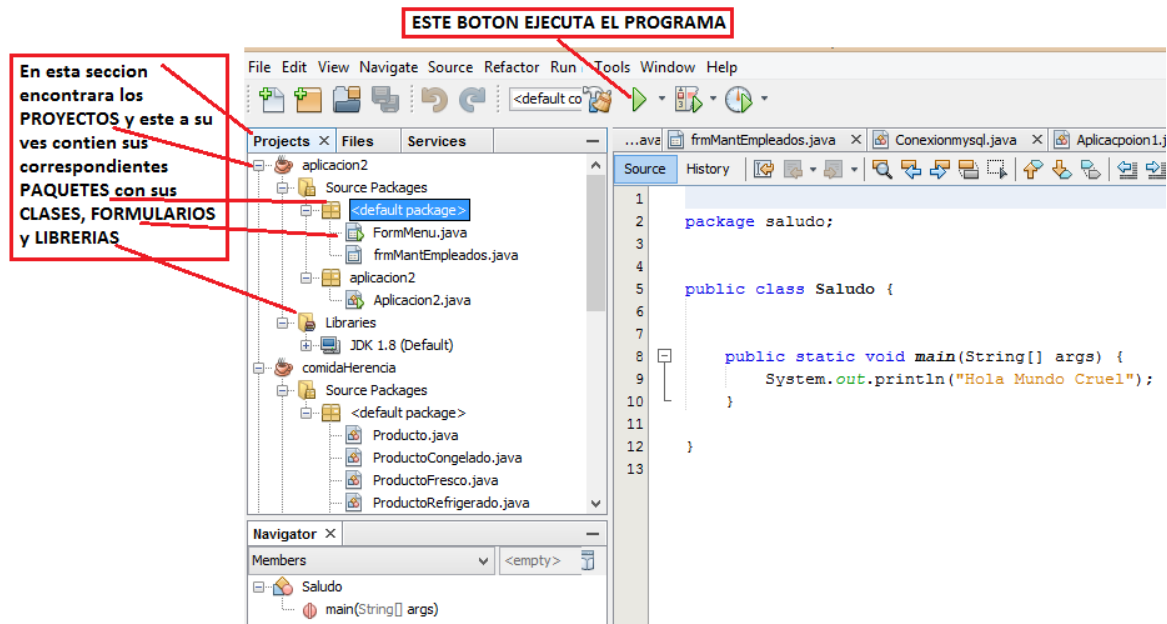 ESTE BOTON EJECUTA EL PROGRAMA
En esta seccion
encontrara los
PROYECTOS y este a su
ves contien sus
correspondientes
PAQUETES con sus
CLASES, FORMULARIOS
y LIBRERIAS
File Edit View Navigate Source Refactor Run Tools Window Help
<default co
Projects Files Services
aplicacion2
Source Packages
<default package>
FormMenu.java
frmMantEmpleados.java
aplicacion2
Aplicacion2.java
Libraries
JDK 1.8 (Default)
comidaHerencia
Source Packages
<default package>
Producto.java
ProductoCongelado.java
ProductoFresco.java
ProductoRefrigerado.java
Navigator
Members <empty>
Saludo
main(String[] args)
...ava frmMantEmpleados.java Conexionmysql.java Aplicacpoion1.j
Source History
1
2 package saludo;
3
4
5 public class Saludo {
6
7
8 public static void main(String[] args) {
9 System.out.println("Hola Mundo Cruel");
10 }
11
12 }
13